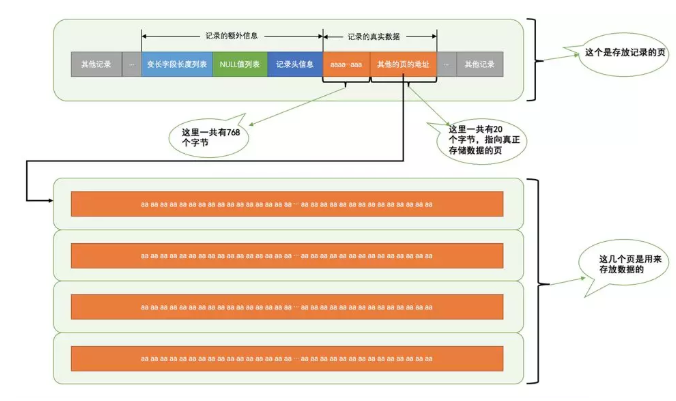 记录的额外信息
记录的真实数据
其他记录
...
变长字段长度列表
NULL值列表
记录头信息
aaaa···aaa
其他的页的地址
...
其他记录
这个是存放记录的页
这里一共有768
个字节
这里一共有20
个字节，指向真正
存储数据的页
aa aa aa aa aa aa aa aa aa aa aa aa aa aa aa aa ··· aa aa aa aa aa aa aa aa aa aa aa aa aa aa aa
aa aa aa aa aa aa aa aa aa aa aa aa aa aa aa aa ··· aa aa aa aa aa aa aa aa aa aa aa aa aa aa aa
aa aa aa aa aa aa aa aa aa aa aa aa aa aa aa aa ··· aa aa aa aa aa aa aa aa aa aa aa aa aa aa aa
aa aa aa aa aa aa aa aa aa aa aa aa aa aa aa aa ··· aa aa aa aa aa aa aa aa aa aa aa aa aa aa aa
这几个页是用来
存放数据的